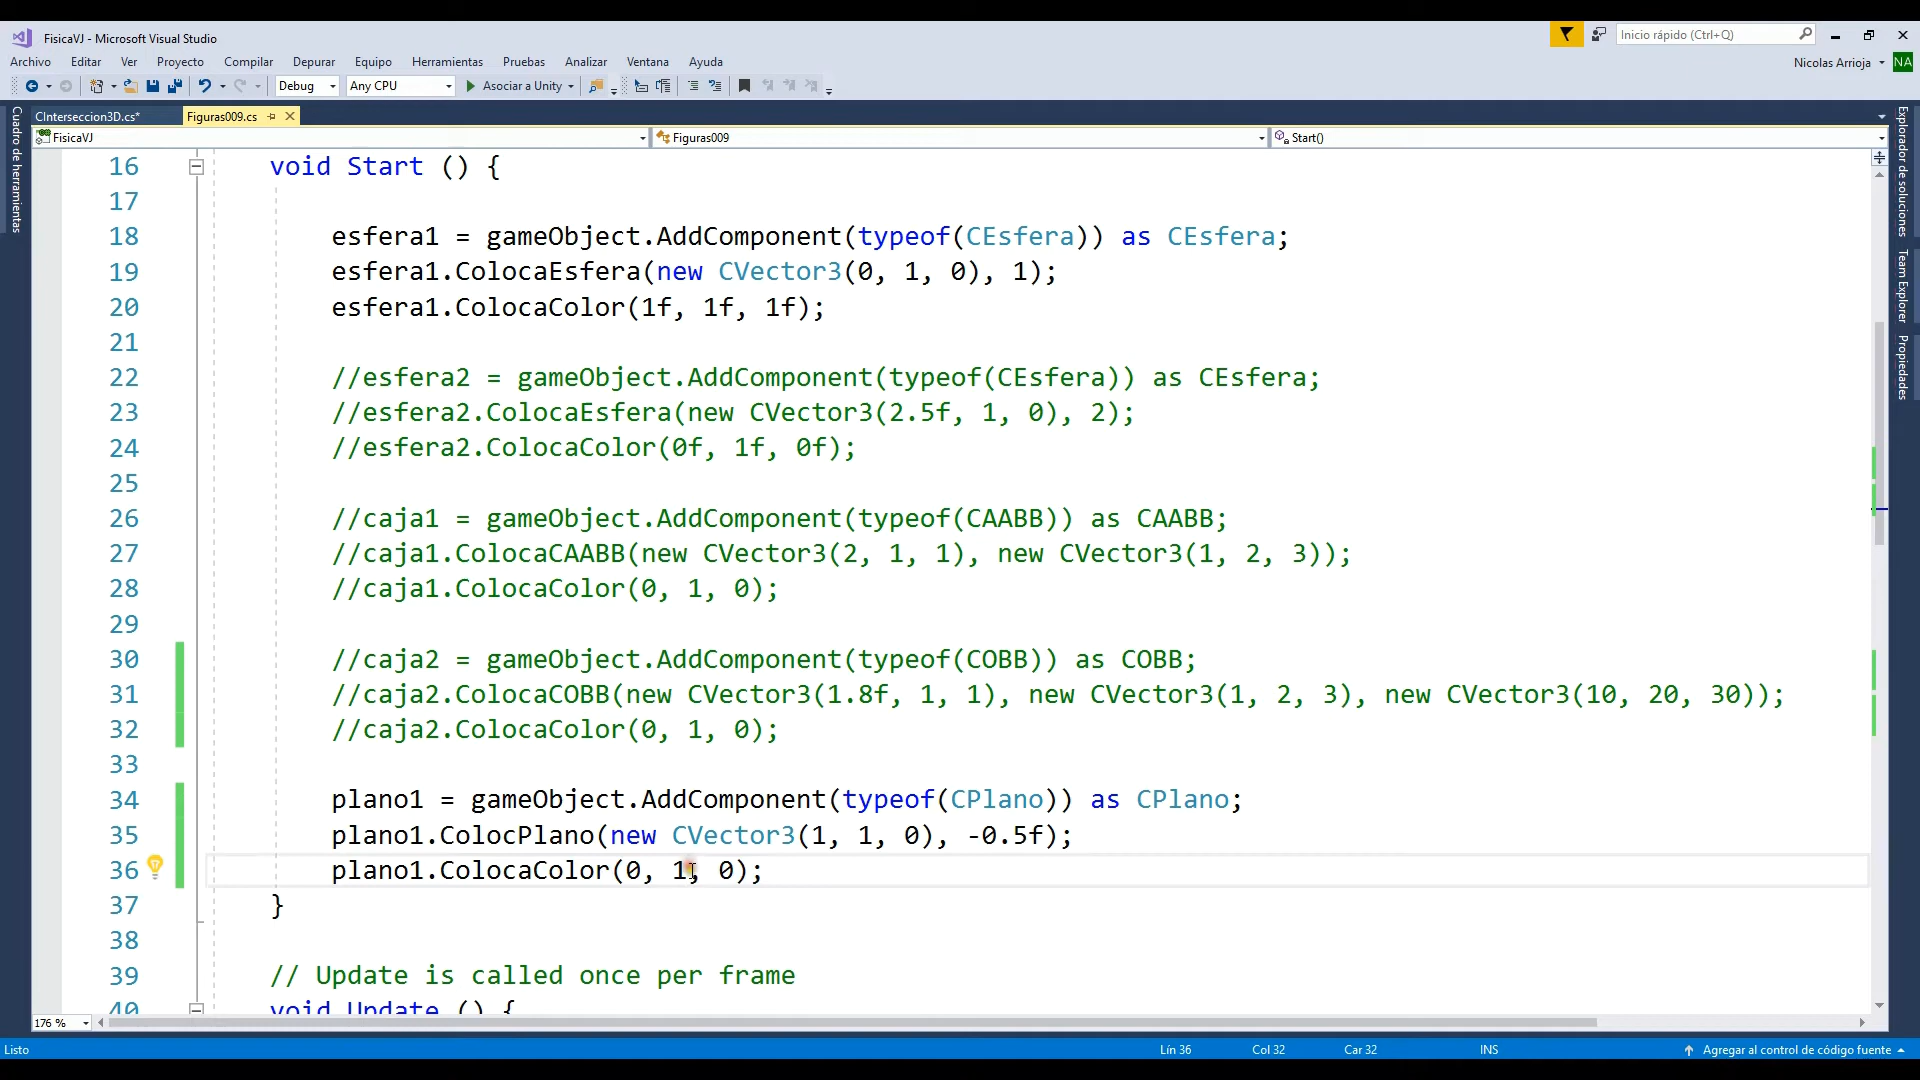 FisicaVJ - Microsoft Visual Studio
Inicio rápido (Ctrl+Q)
Archivo Editar Ver Proyecto Compilar Depurar Equipo Herramientas Pruebas Analizar Ventana Ayuda
Nicolas Arrioja NA
Debug Any CPU Asociar a Unity
CInterseccion3D.cs* Figuras009.cs
FisicaVJ Figuras009 Start()
Cuadro de herramientas
Explorador de soluciones
Team Explorer
Propiedades
16 void Start () {
17
18 esfera1 = gameObject.AddComponent(typeof(CEsfera)) as CEsfera;
19 esfera1.ColocaEsfera(new CVector3(0, 1, 0), 1);
20 esfera1.ColocaColor(1f, 1f, 1f);
21
22 //esfera2 = gameObject.AddComponent(typeof(CEsfera)) as CEsfera;
23 //esfera2.ColocaEsfera(new CVector3(2.5f, 1, 0), 2);
24 //esfera2.ColocaColor(0f, 1f, 0f);
25
26 //caja1 = gameObject.AddComponent(typeof(CAABB)) as CAABB;
27 //caja1.ColocaCAABB(new CVector3(2, 1, 1), new CVector3(1, 2, 3));
28 //caja1.ColocaColor(0, 1, 0);
29
30 //caja2 = gameObject.AddComponent(typeof(COBB)) as COBB;
31 //caja2.ColocaCOBB(new CVector3(1.8f, 1, 1), new CVector3(1, 2, 3), new CVector3(10, 20, 30));
32 //caja2.ColocaColor(0, 1, 0);
33
34 plano1 = gameObject.AddComponent(typeof(CPlano)) as CPlano;
35 plano1.ColocPlano(new CVector3(1, 1, 0), -0.5f);
36 plano1.ColocaColor(0, 1, 0);
37 }
38
39 // Update is called once per frame
40 void Update () {
176 %
Listo Lín 36 Col 32 Car 32 INS Agregar al control de código fuente